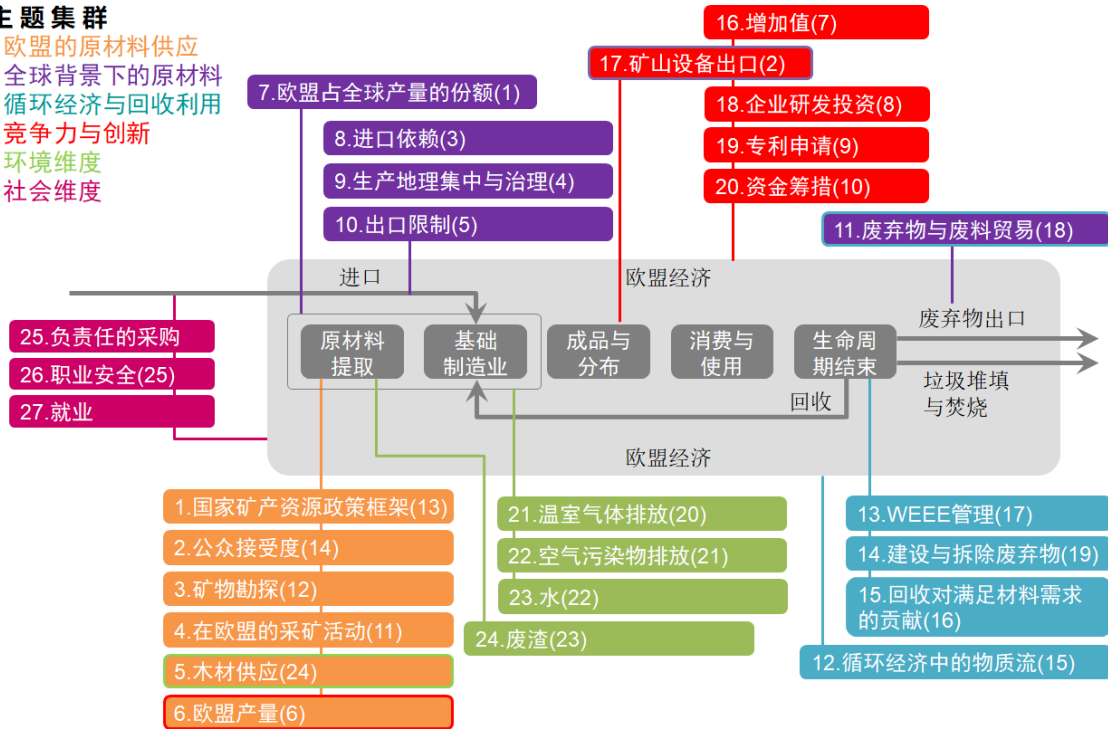 主题集群
欧盟的原材料供应
全球背景下的原材料
循环经济与回收利用
竞争力与创新
环境维度
社会维度
16.增加值(7)
17.矿山设备出口(2)
18.企业研发投资(8)
19.专利申请(9)
20.资金筹措(10)
7.欧盟占全球产量的份额(1)
8.进口依赖(3)
9.生产地理集中与治理(4)
10.出口限制(5)
11.废弃物与废料贸易(18)
进口
欧盟经济
25.负责任的采购
26.职业安全(25)
27.就业
原材料
提取
基础
制造业
成品与
分布
消费与
使用
生命周
期结束
废弃物出口
垃圾堆填
与焚烧
回收
欧盟经济
1.国家矿产资源政策框架(13)
2.公众接受度(14)
3.矿物勘探(12)
4.在欧盟的采矿活动(11)
5.木材供应(24)
6.欧盟产量(6)
21.温室气体排放(20)
22.空气污染物排放(21)
23.水(22)
24.废渣(23)
13.WEEE管理(17)
14.建设与拆除废弃物(19)
15.回收对满足材料需求
的贡献(16)
12.循环经济中的物质流(15)